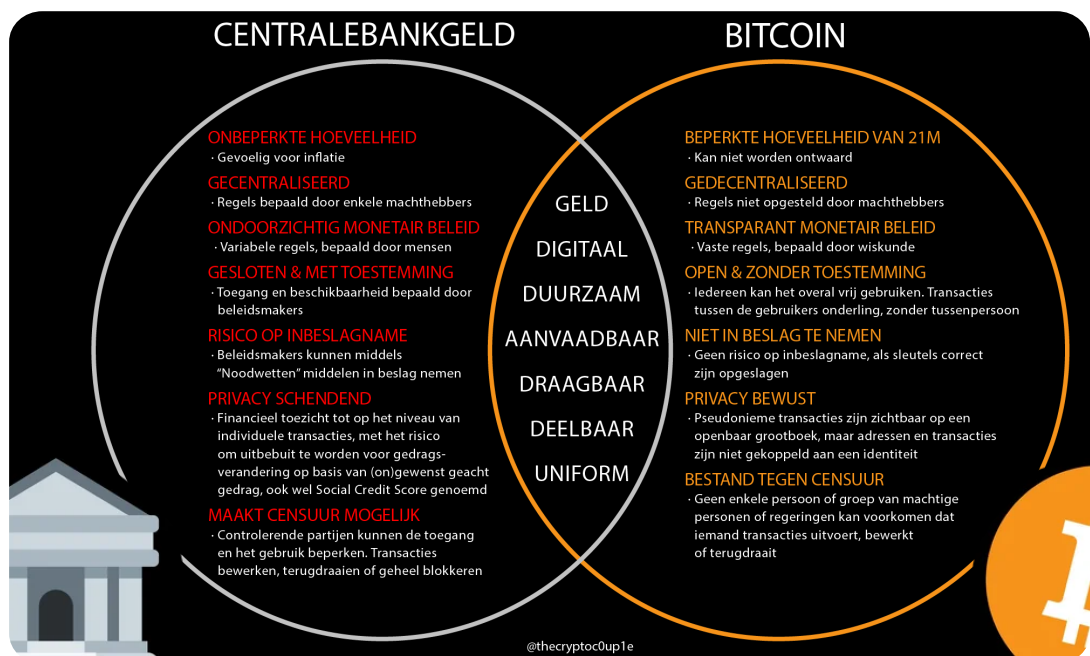 CENTRALEBANKGELD
BITCOIN
ONBEPERKTE HOEVEELHEID
· Gevoelig voor inflatie
GECENTRALISEERD
· Regels bepaald door enkele machthebbers
ONDOORZICHTIG MONETAIR BELEID
· Variabele regels, bepaald door mensen
GESLOTEN & MET TOESTEMMING
· Toegang en beschikbaarheid bepaald door
beleidsmakers
RISICO OP INBESLAGNAME
· Beleidsmakers kunnen middels
"Noodwetten" middelen in beslag nemen
PRIVACY SCHENDEND
· Financieel toezicht tot op het niveau van
individuele transacties, met het risico
om uitbebuit te worden voor gedrags-
verandering op basis van (on)gewenst geacht
gedrag, ook wel Social Credit Score genoemd
MAAKT CENSUUR MOGELIJK
· Controlerende partijen kunnen de toegang
en het gebruik beperken. Transacties
bewerken, terugdraaien of geheel blokkeren
GELD
DIGITAAL
DUURZAAM
AANVAARDBAAR
DRAAGBAAR
DEELBAAR
UNIFORM
BEPERKTE HOEVEELHEID VAN 21M
· Kan niet worden ontwaard
GEDECENTRALISEERD
· Regels niet opgesteld door machthebbers
TRANSPARANT MONETAIR BELEID
· Vaste regels, bepaald door wiskunde
OPEN & ZONDER TOESTEMMING
· Iedereen kan het overal vrij gebruiken. Transacties
tussen de gebruikers onderling, zonder tussenpersoon
NIET IN BESLAG TE NEMEN
· Geen risico op inbeslagname, als sleutels correct
zijn opgeslagen
PRIVACY BEWUST
· Pseudonieme transacties zijn zichtbaar op een
openbaar grootboek, maar adressen en transacties
zijn niet gekoppeld aan een identiteit
BESTAND TEGEN CENSUUR
· Geen enkele persoon of groep van machtige
personen of regeringen kan voorkomen dat
iemand transacties uitvoert, bewerkt
of terugdraait
@thecryptoc0up1e